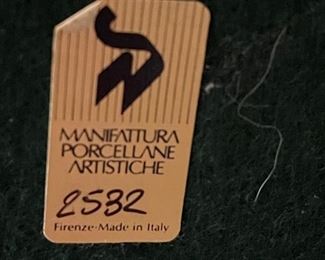 MANIFATTURA
PORCELLANE
ARTISTICHE
2532
Firenze-Made in Italy